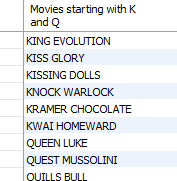 Movies starting with K
and Q
KING EVOLUTION
KISS GLORY
KISSING DOLLS
KNOCK WARLOCK
KRAMER CHOCOLATE
KWAI HOMEWARD
QUEEN LUKE
QUEST MUSSOLINI
QUILLS BULL